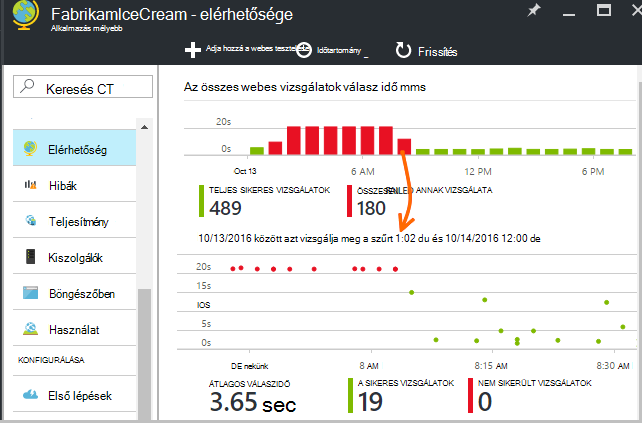 FabrikamIceCream - elérhetősége
Alkalmazás mélyebb
Adja hozzá a webes teszteléshez Időtartomány Frissítés
Keresés CT
Elérhetőség
Hibák
Teljesítmény
Kiszolgálók
Böngészőben
Használat
KONFIGURÁLÁSA
Első lépések
Az összes webes vizsgálatok válasz idő mms
20s
0s
Oct 13 6 AM 12 PM 6 PM
TELJES SIKERES VIZSGÁLATOK
489
FAILED ANNAK VIZSGÁLATA
180
10/13/2016 között azt vizsgálja meg a szűrt 1:02 du és 10/14/2016 12:00 de
20s
15s
IOS
5s
0s
DE nekünk 8 AM 8:15 AM 8:30 AM
ÁTLAGOS VÁLASZIDŐ
3.65 sec
A SIKERES VIZSGÁLATOK
19
NEM SIKERÜLT VIZSGÁLATOK
0